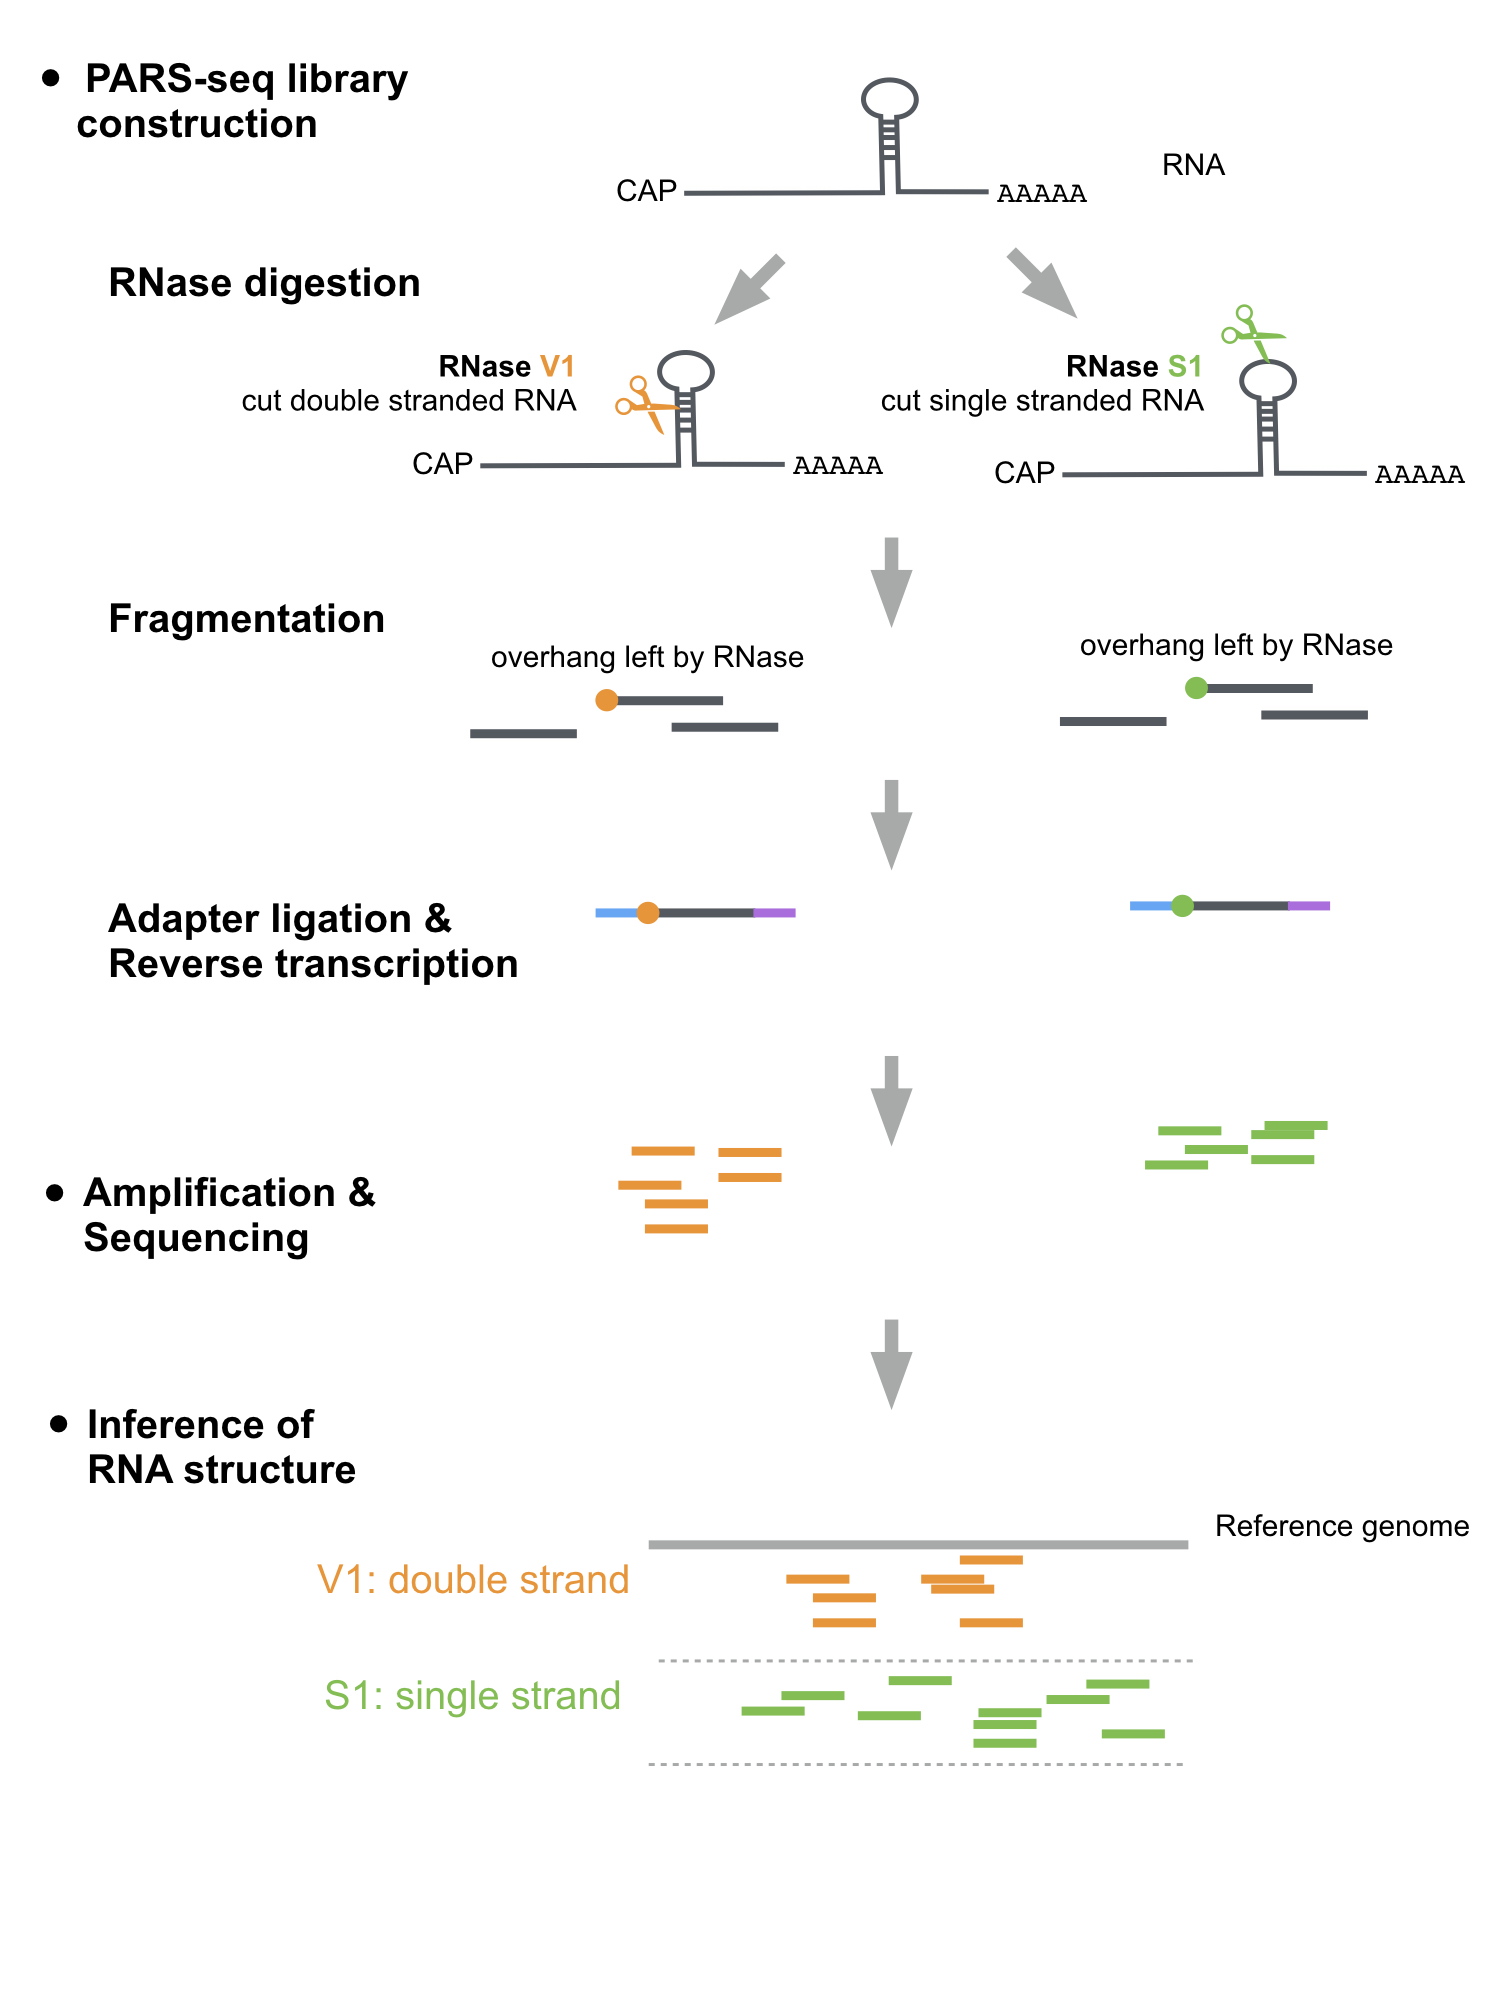 PARS-seq library
construction
RNA
CAP
AAAAA
RNase digestion
RNase V1
cut double stranded RNA
CAP
AAAAA
RNase S1
cut single stranded RNA
CAP
AAAAA
Fragmentation
overhang left by RNase
overhang left by RNase
Adapter ligation &
Reverse transcription
Amplification &
Sequencing
Inference of
RNA structure
Reference genome
V1: double strand
S1: single strand